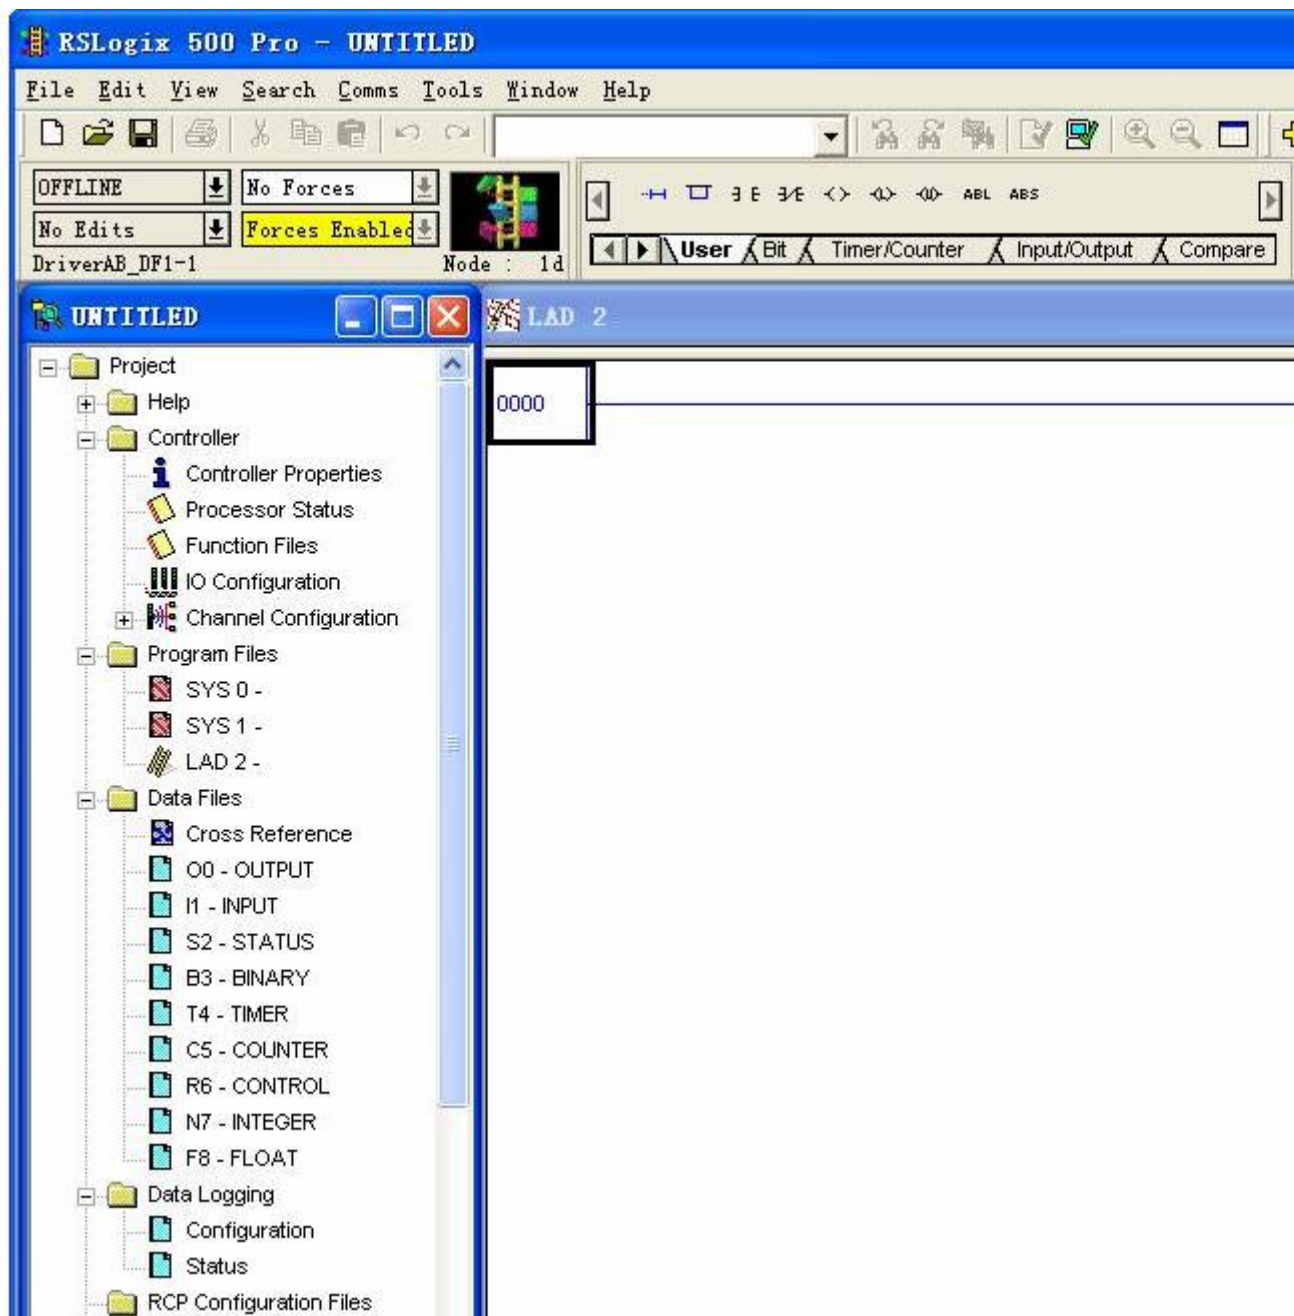 RSLogix 500 Pro - UNTITLED
File Edit View Search Comms Tools Window Help
OFFLINE No Forces
No Edits Forces Enabled
DriverAB_DF1-1 Node : 1d
ABL ABS
User Bit Timer/Counter Input/Output Compare
UNTITLED
LAD 2
Project
0000
Help
Controller
Controller Properties
Processor Status
Function Files
IO Configuration
Channel Configuration
Program Files
SYS 0 -
SYS 1 -
LAD 2 -
Data Files
Cross Reference
O0 - OUTPUT
I1 - INPUT
S2 - STATUS
B3 - BINARY
T4 - TIMER
C5 - COUNTER
R6 - CONTROL
N7 - INTEGER
F8 - FLOAT
Data Logging
Configuration
Status
RCP Configuration Files